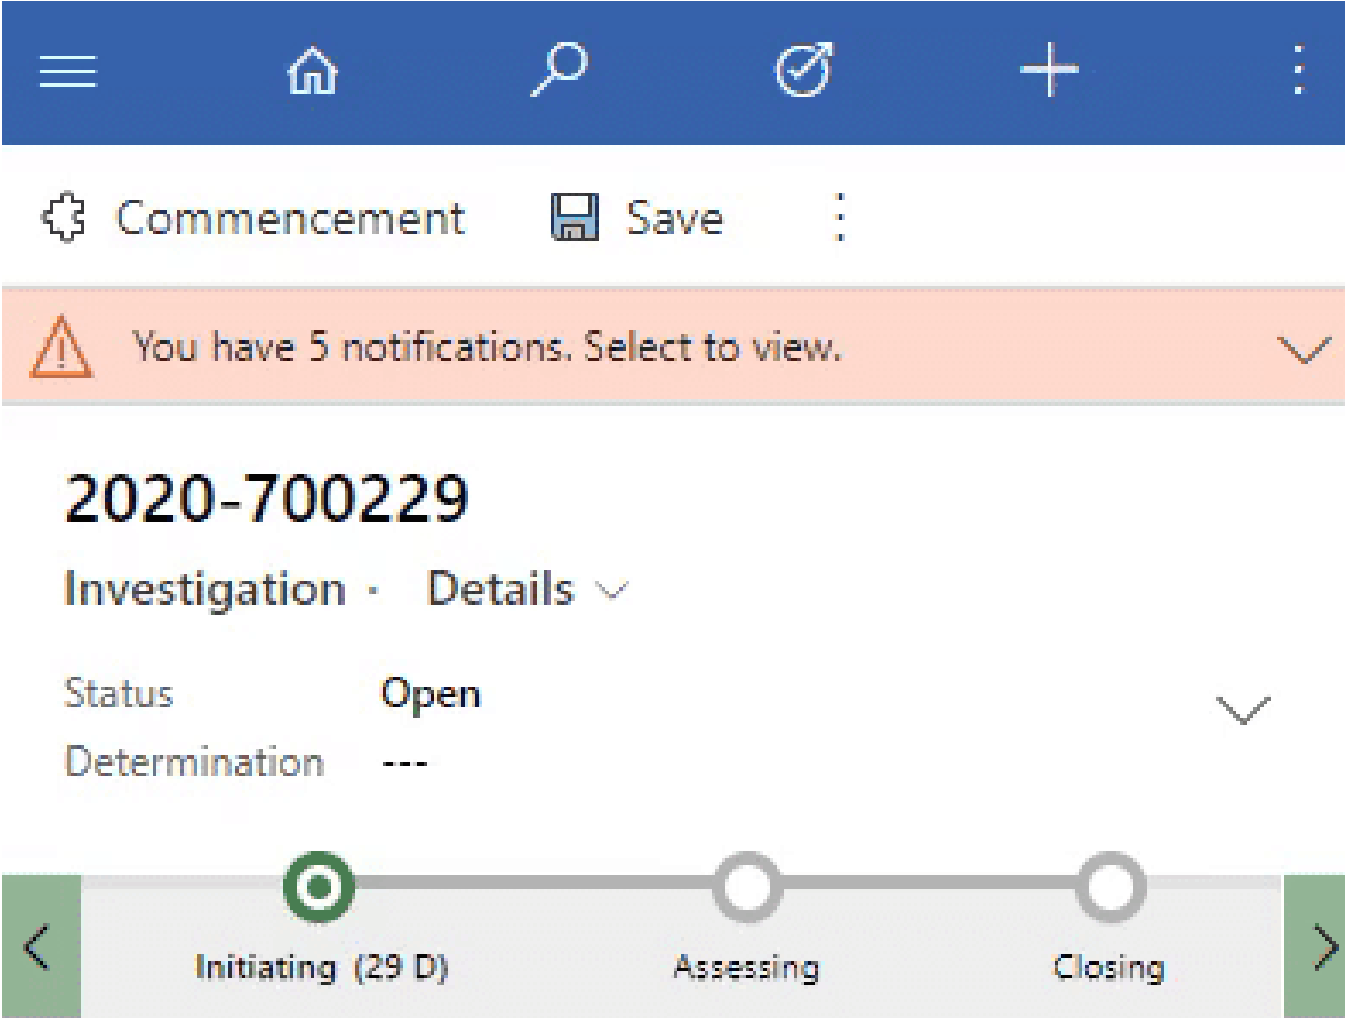 Commencement Save
You have 5 notifications. Select to view.
2020-700229
Investigation · Details
Status Open
Determination ---
Initiating (29 D) Assessing Closing